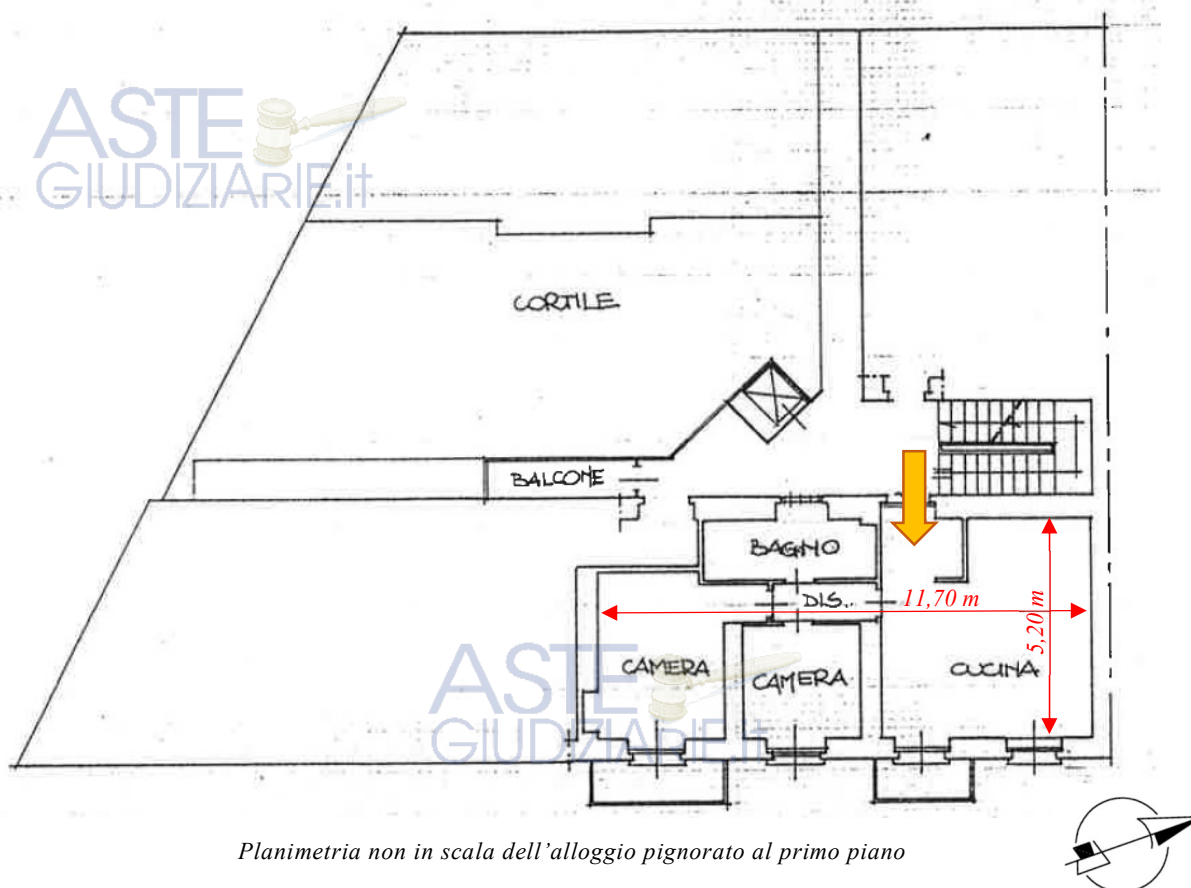 ASTE
GIUDIZIARIE.it
CORTILE
BALCONE
BAGNO
DIS..
11,70 m
5,20 m
CAMERA
CAMERA
CUCINA
ASTE
GIUDIZIARIE.it
Planimetria non in scala dell’alloggio pignorato al primo piano